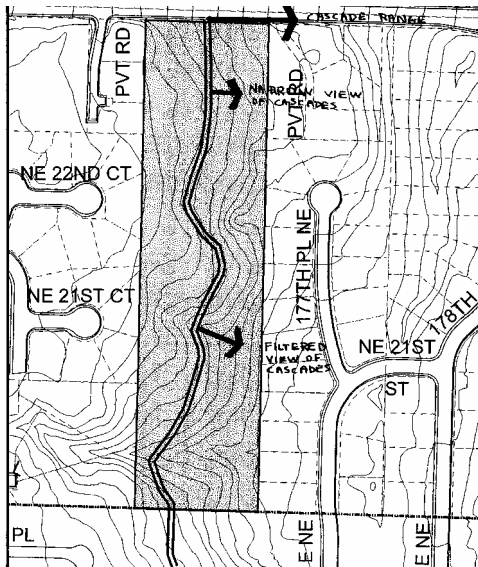 CASCADE RANGE
PVT RD
NARROW VIEW
OF CASCADES
PVT RD
NE 22ND CT
177TH PL NE
NE 21ST CT
178TH
FILTERED
VIEW OF
CASCADES
NE 21ST
ST
PL
E NE
E NE